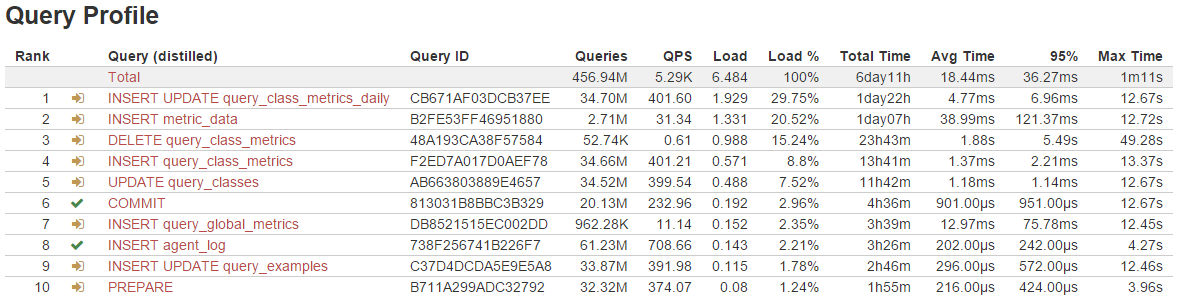 Query Profile
Rank Query (distilled) Query ID Queries QPS Load Load % Total Time Avg Time 95% Max Time
Total 456.94M 5.29K 6.484 100% 6day11h 18.44ms 36.27ms 1m11s
1 INSERT UPDATE query_class_metrics_daily CB671AF03DCB37EE 34.70M 401.60 1.929 29.75% 1day22h 4.77ms 6.96ms 12.67s
2 INSERT metric_data B2FE53FF46951880 2.71M 31.34 1.331 20.52% 1day07h 38.99ms 121.37ms 12.72s
3 DELETE query_class_metrics 48A193CA38F57584 52.74K 0.61 0.988 15.24% 23h43m 1.88s 5.49s 49.28s
4 INSERT query_class_metrics F2ED7A017D0AEF78 34.66M 401.21 0.571 8.8% 13h41m 1.37ms 2.21ms 13.37s
5 UPDATE query_classes AB663803889E4657 34.52M 399.54 0.488 7.52% 11h42m 1.18ms 1.14ms 12.67s
6 COMMIT 813031B8BBC3B329 20.13M 232.96 0.192 2.96% 4h36m 901.00µs 951.00µs 12.67s
7 INSERT query_global_metrics DB8521515EC002DD 962.28K 11.14 0.152 2.35% 3h39m 12.97ms 75.78ms 12.45s
8 INSERT agent_log 738F256741B226F7 61.23M 708.66 0.143 2.21% 3h26m 202.00µs 242.00µs 4.27s
9 INSERT UPDATE query_examples C37D4DCDA5E9E5A8 33.87M 391.98 0.115 1.78% 2h46m 296.00µs 572.00µs 12.46s
10 PREPARE B711A299ADC32792 32.32M 374.07 0.08 1.24% 1h55m 216.00µs 424.00µs 3.96s